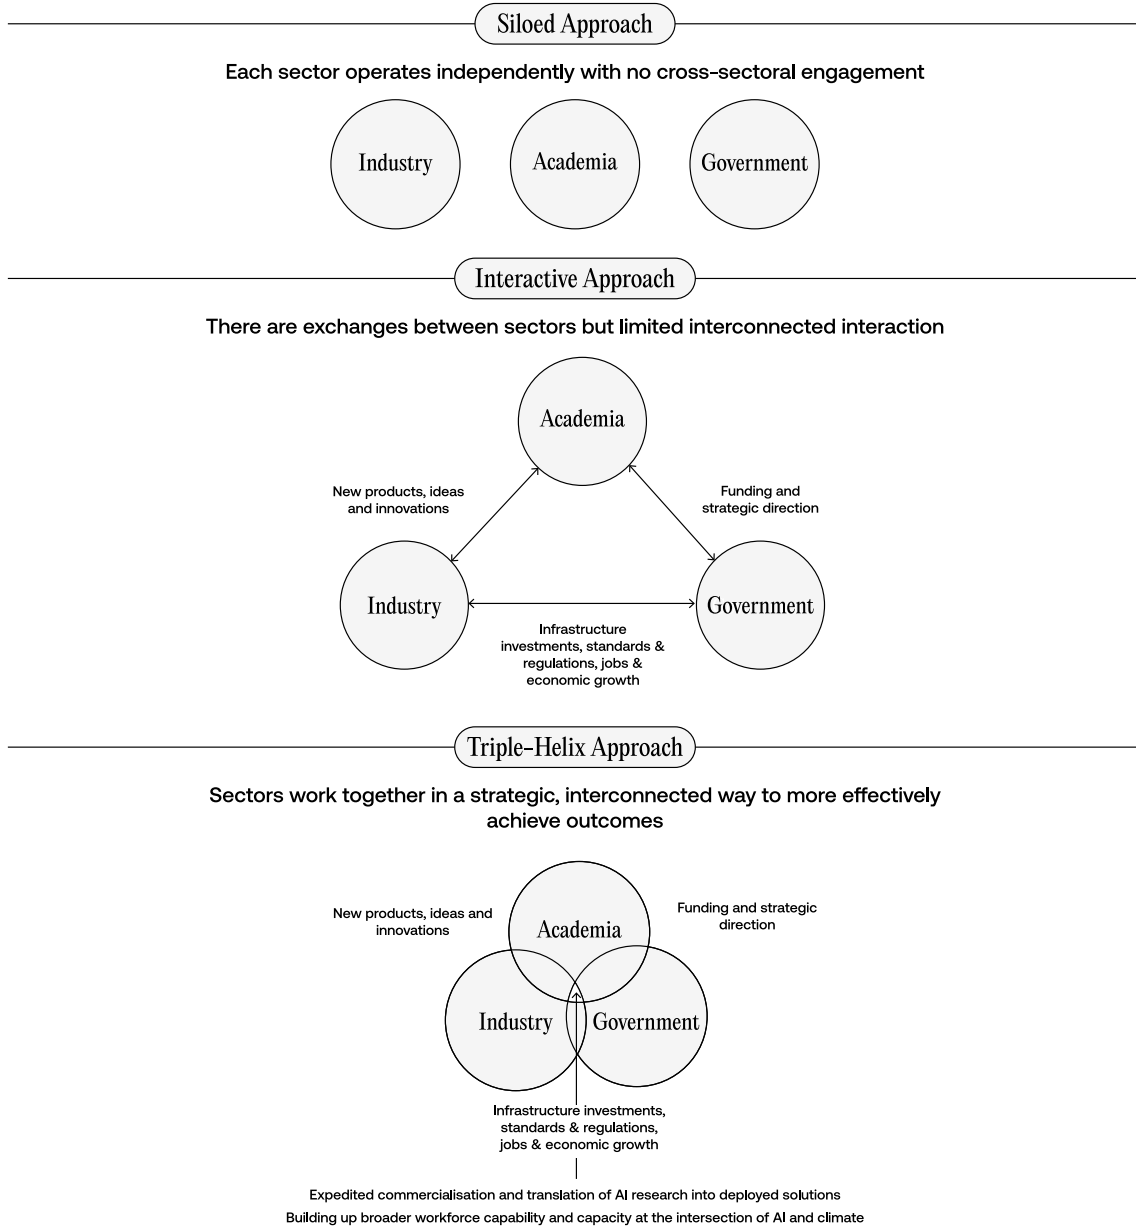 Siloed Approach
Each sector operates independently with no cross-sectoral engagement
Industry
Academia
Government
Interactive Approach
There are exchanges between sectors but limited interconnected interaction
Academia
New products, ideas
and innovations
Funding and
strategic direction
Industry
Government
Infrastructure
investments, standards &
regulations, jobs &
economic growth
Triple-Helix Approach
Sectors work together in a strategic, interconnected way to more effectively
achieve outcomes
New products, ideas and
innovations
Funding and strategic
direction
Academia
Industry
Government
Infrastructure investments,
standards & regulations,
jobs & economic growth
Expedited commercialisation and translation of AI research into deployed solutions
Building up broader workforce capability and capacity at the intersection of AI and climate